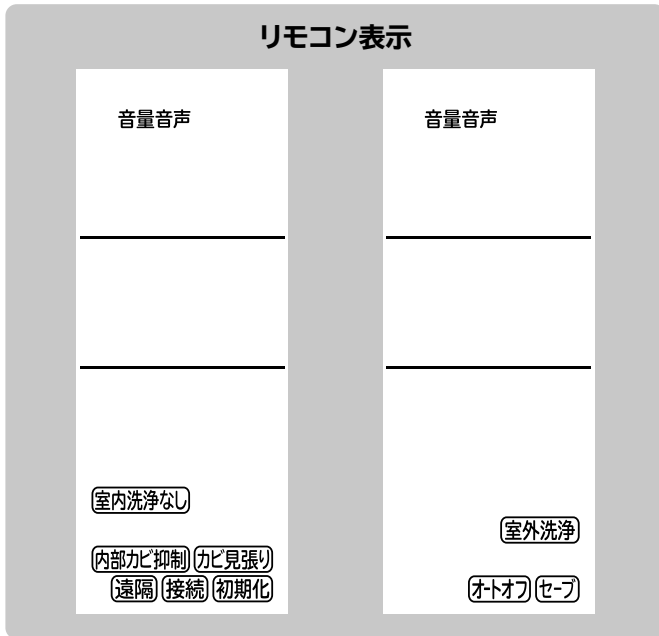 リモコン表示
音量音声
室内洗浄なし
内部カビ抑制 カビ見張り
遠隔 接続 初期化
音量音声
室外洗浄
オートオフ セーブ